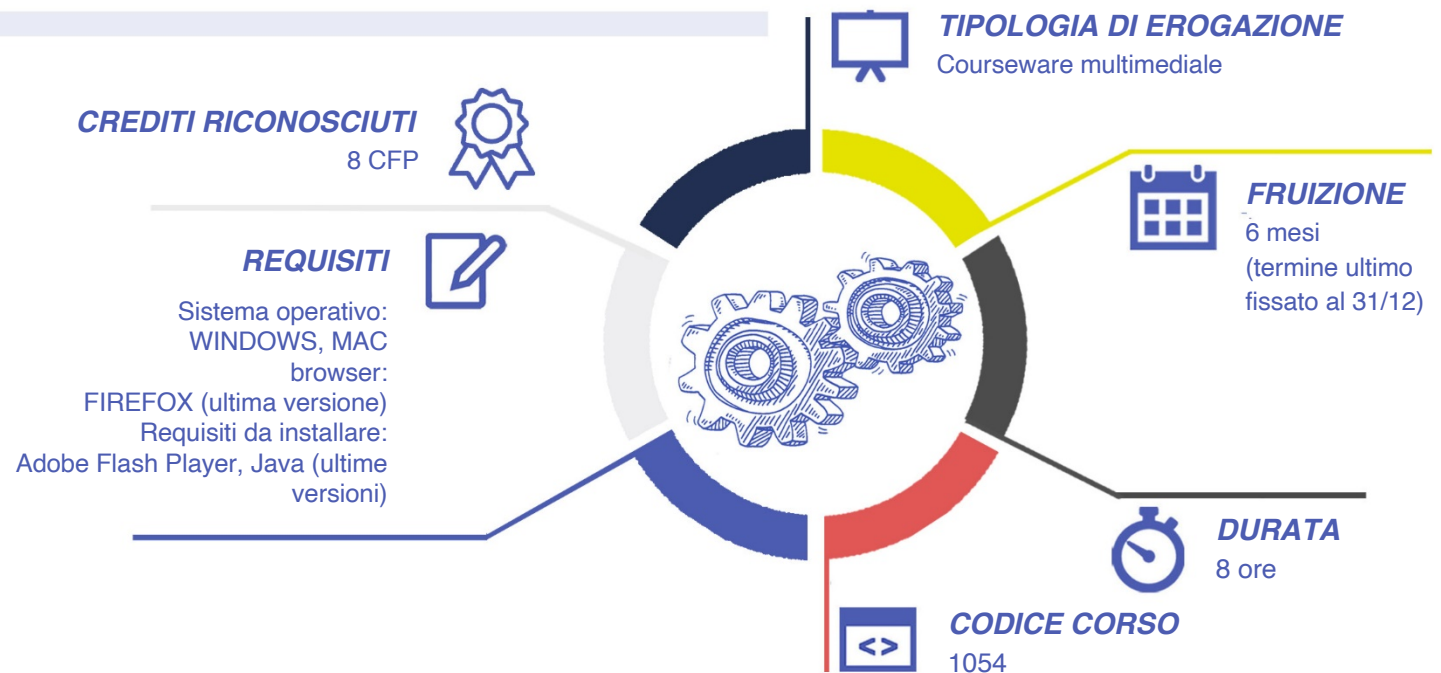 TIPOLOGIA DI EROGAZIONE
Courseware multimediale
CREDITI RICONOSCIUTI
8 CFP
FRUIZIONE
6 mesi
(termine ultimo
fissato al 31/12)
REQUISITI
Sistema operativo:
WINDOWS, MAC
browser:
FIREFOX (ultima versione)
Requisiti da installare:
Adobe Flash Player, Java (ultime
versioni)
DURATA
8 ore
CODICE CORSO
<>
1054